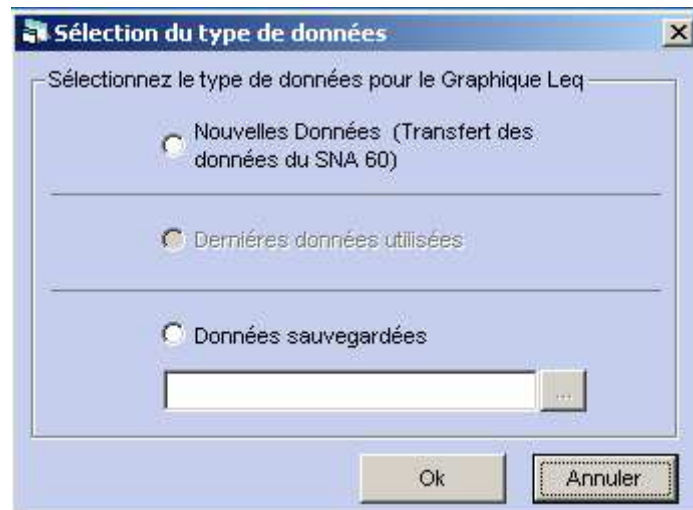 Sélection du type de données
Sélectionnez le type de données pour le Graphique Leq
Nouvelles Données (Transfert des
données du SNA 60)
Derniéres données utilisées
Données sauvegardées
...
Ok
Annuler